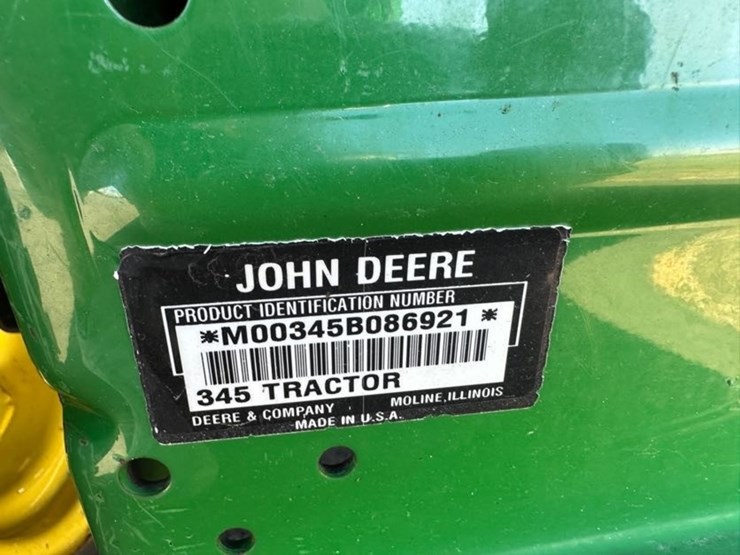 JOHN DEERE
PRODUCT IDENTIFICATION NUMBER
*M00345B086921*
345 TRACTOR
DEERE & COMPANY MOLINE, ILLINOIS
MADE IN U.S.A.